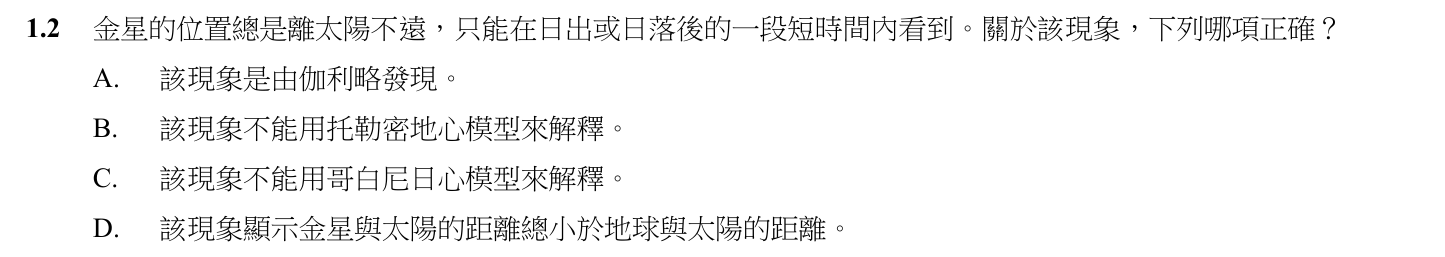 1.2 金星的位置總是離太陽不遠，只能在日出或日落後的一段短時間內看到。關於該現象，下列哪項正確？
A. 該現象是由伽利略發現。
B. 該現象不能用托勒密地心模型來解釋。
C. 該現象不能用哥白尼日心模型來解釋。
D. 該現象顯示金星與太陽的距離總小於地球與太陽的距離。